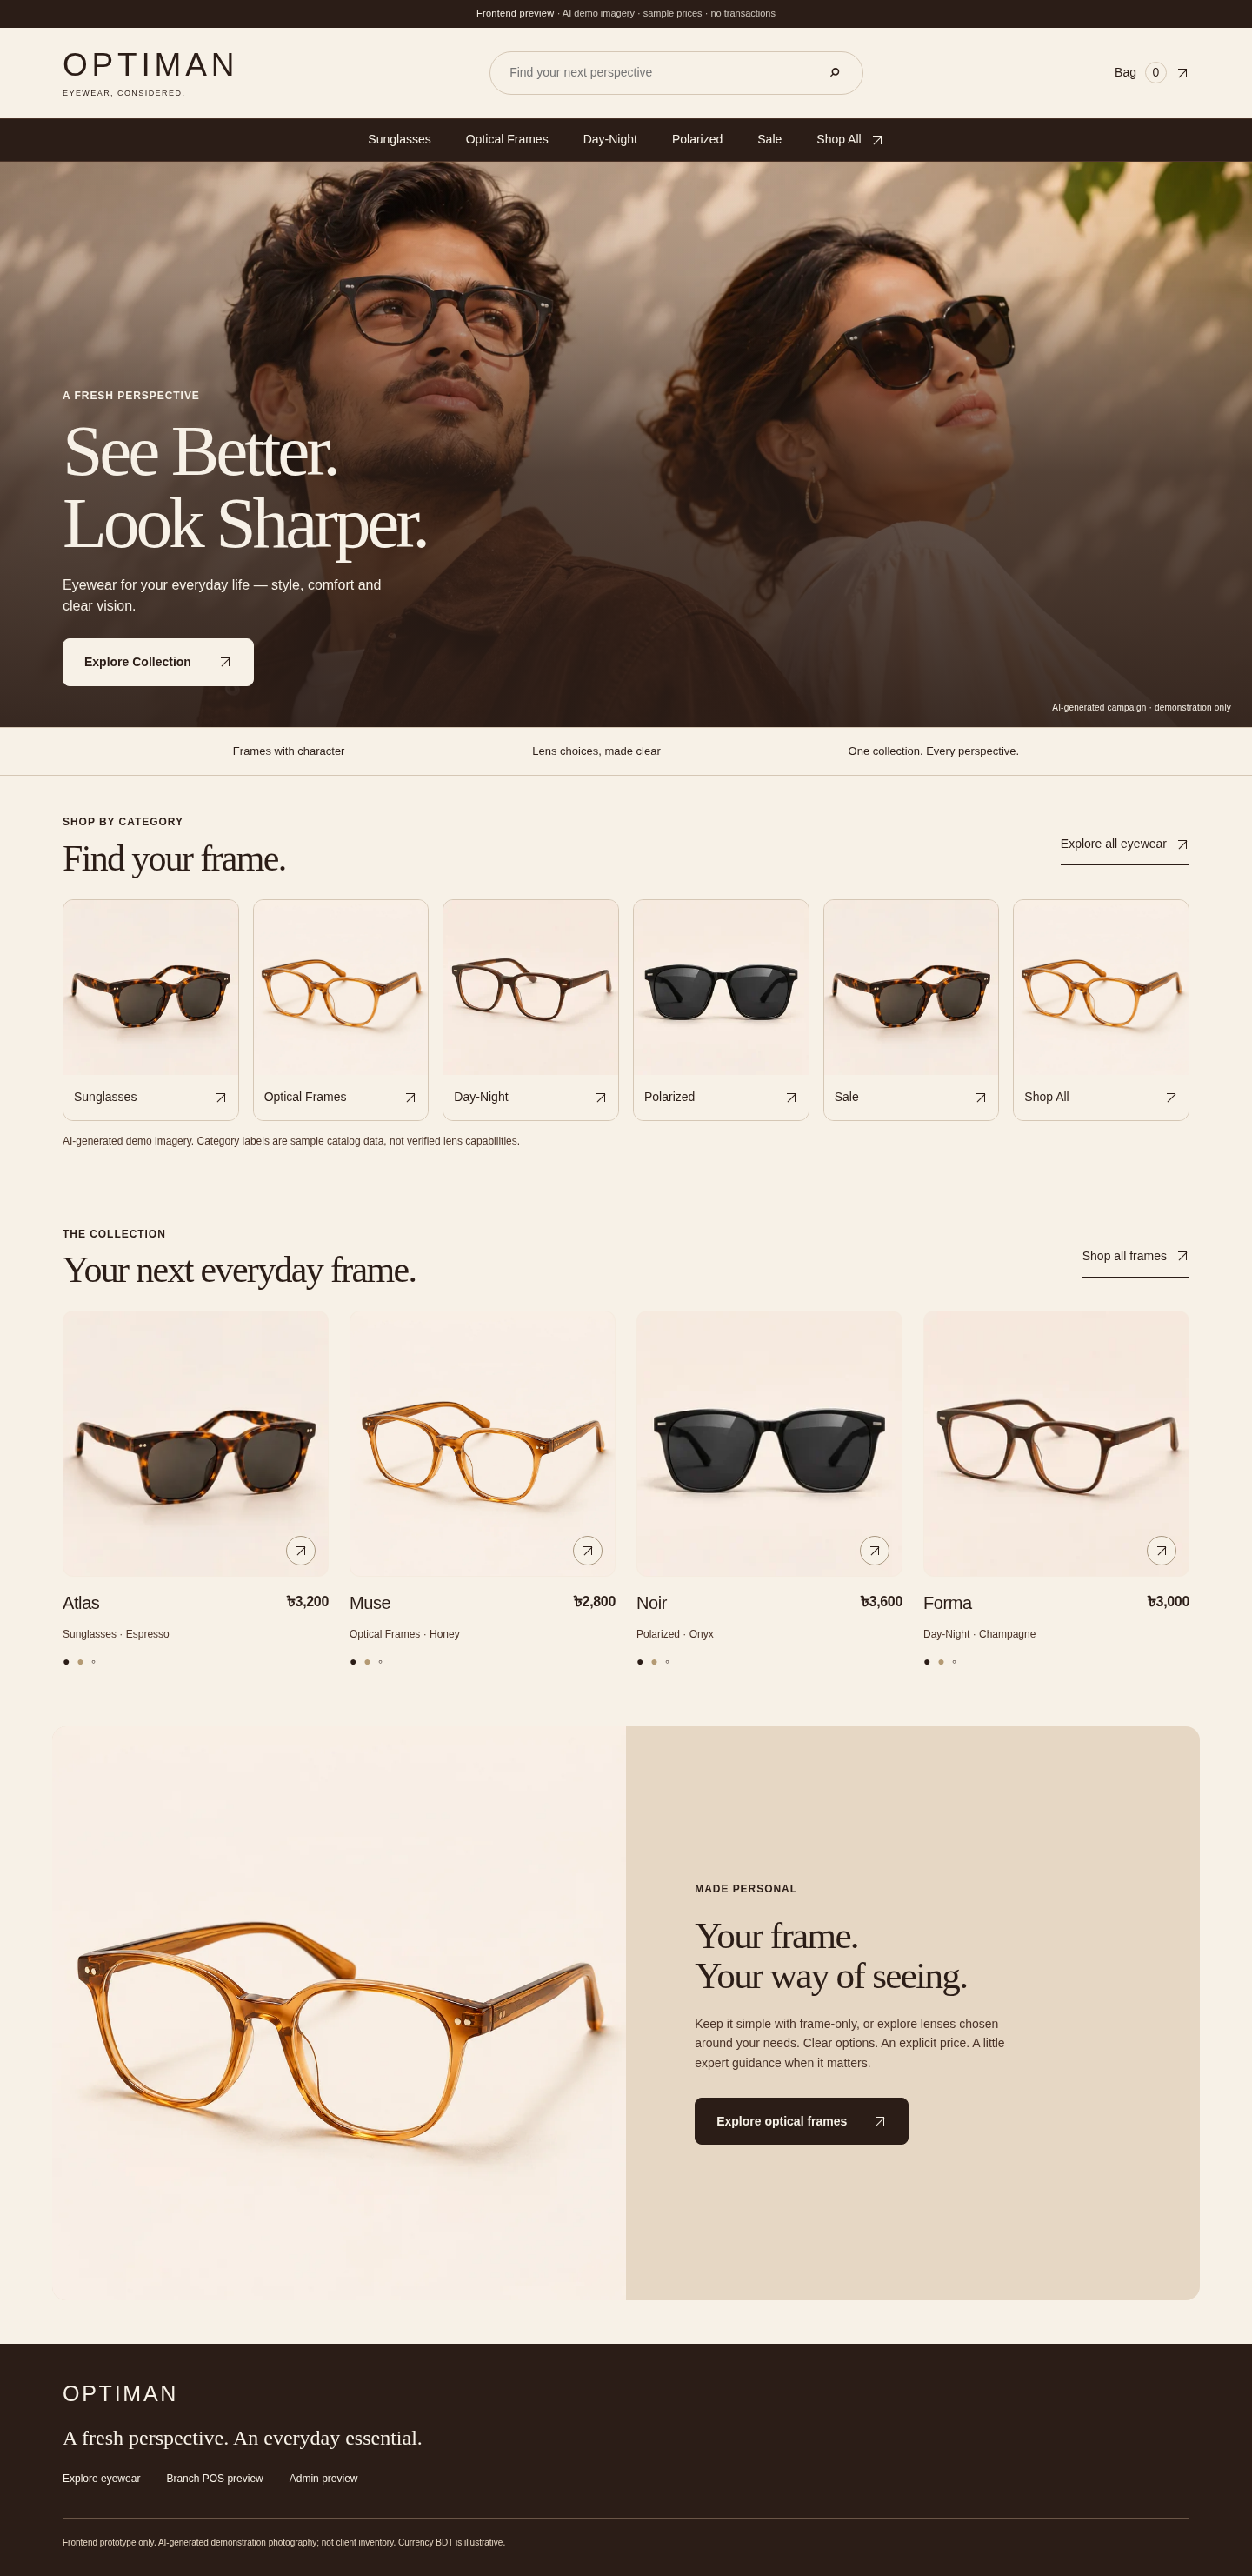 Frontend preview · AI demo imagery · sample prices · no transactions
OPTIMAN
EYEWEAR, CONSIDERED.
Find your next perspective
Bag 0
Sunglasses Optical Frames Day-Night Polarized Sale Shop All
A FRESH PERSPECTIVE
See Better.
Look Sharper.
Eyewear for your everyday life — style, comfort and
clear vision.
Explore Collection
AI-generated campaign · demonstration only
Frames with character Lens choices, made clear One collection. Every perspective.
SHOP BY CATEGORY
Find your frame.
Explore all eyewear
Sunglasses Optical Frames Day-Night Polarized Sale Shop All
AI-generated demo imagery. Category labels are sample catalog data, not verified lens capabilities.
THE COLLECTION
Your next everyday frame.
Shop all frames
Atlas ৳3,200 Muse ৳2,800 Noir ৳3,600 Forma ৳3,000
Sunglasses · Espresso Optical Frames · Honey Polarized · Onyx Day-Night · Champagne
MADE PERSONAL
Your frame.
Your way of seeing.
Keep it simple with frame-only, or explore lenses chosen
around your needs. Clear options. An explicit price. A little
expert guidance when it matters.
Explore optical frames
OPTIMAN
A fresh perspective. An everyday essential.
Explore eyewear Branch POS preview Admin preview
Frontend prototype only. AI-generated demonstration photography; not client inventory. Currency BDT is illustrative.